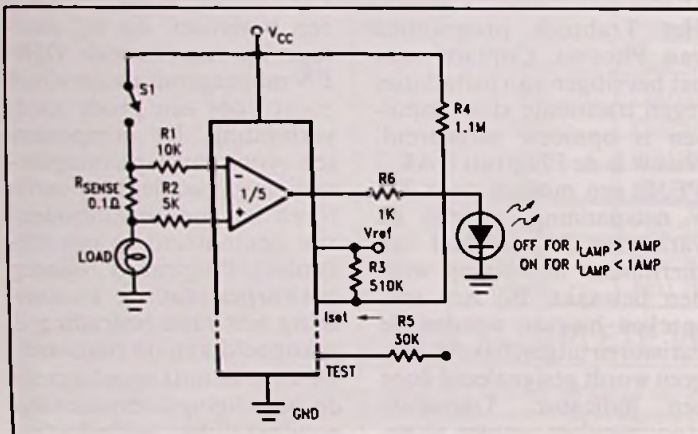 VCC
S1
R1
10K
RSENSE
0.1Ω
R2
5K
LOAD
1/5
R4
1.1M
R6
1K
Vref
R3
510K
Iset ←
R5
30K
TEST
GND
OFF FOR ILAMP > 1AMP
ON FOR ILAMP < 1AMP